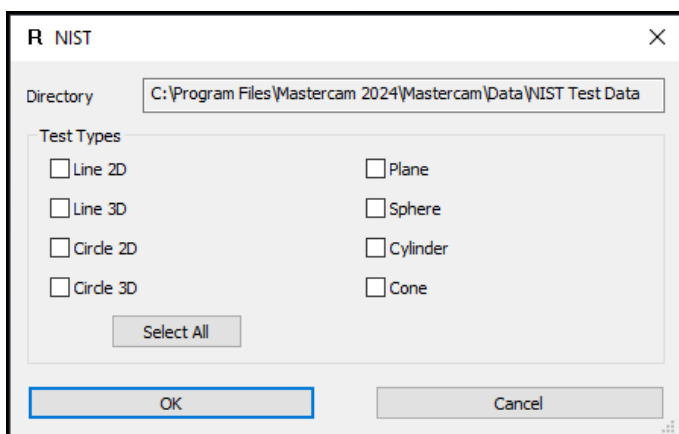 R NIST
Directory
C:\Program Files\Mastercam 2024\Mastercam\Data\NIST Test Data
Test Types
Line 2D
Plane
Line 3D
Sphere
Circle 2D
Cylinder
Circle 3D
Cone
Select All
OK
Cancel